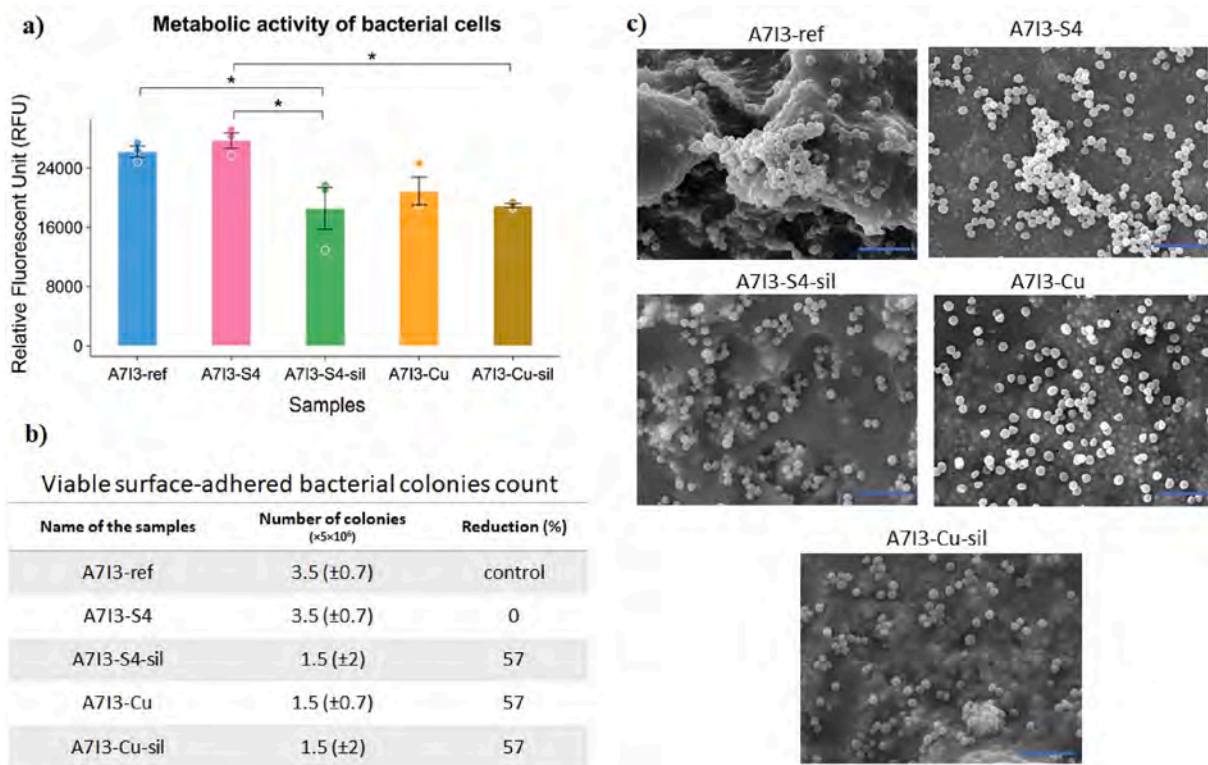 a)
Metabolic activity of bacterial cells
*
*
*
Relative Fluorescent Unit (RFU)
24000
16000
8000
0
A7I3-ref A7I3-S4 A7I3-S4-sil A7I3-Cu A7I3-Cu-sil
Samples
b)
Viable surface-adhered bacterial colonies count
Name of the samples Number of colonies (×5×10⁶) Reduction (%)
A7I3-ref 3.5 (±0.7) control
A7I3-S4 3.5 (±0.7) 0
A7I3-S4-sil 1.5 (±2) 57
A7I3-Cu 1.5 (±0.7) 57
A7I3-Cu-sil 1.5 (±2) 57
c)
A7I3-ref
A7I3-S4
A7I3-S4-sil
A7I3-Cu
A7I3-Cu-sil